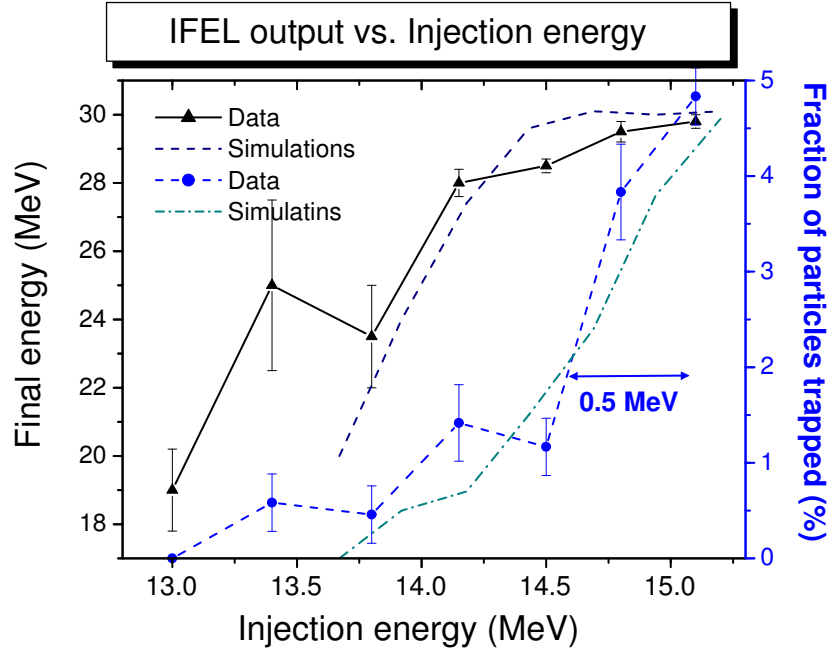 IFEL output vs. Injection energy
Data
Simulations
Data
Simulatins
0.5 MeV
Final energy (MeV)
30
28
26
24
22
20
18
Fraction of particles trapped (%)
5
4
3
2
1
0
13.0 13.5 14.0 14.5 15.0
Injection energy (MeV)